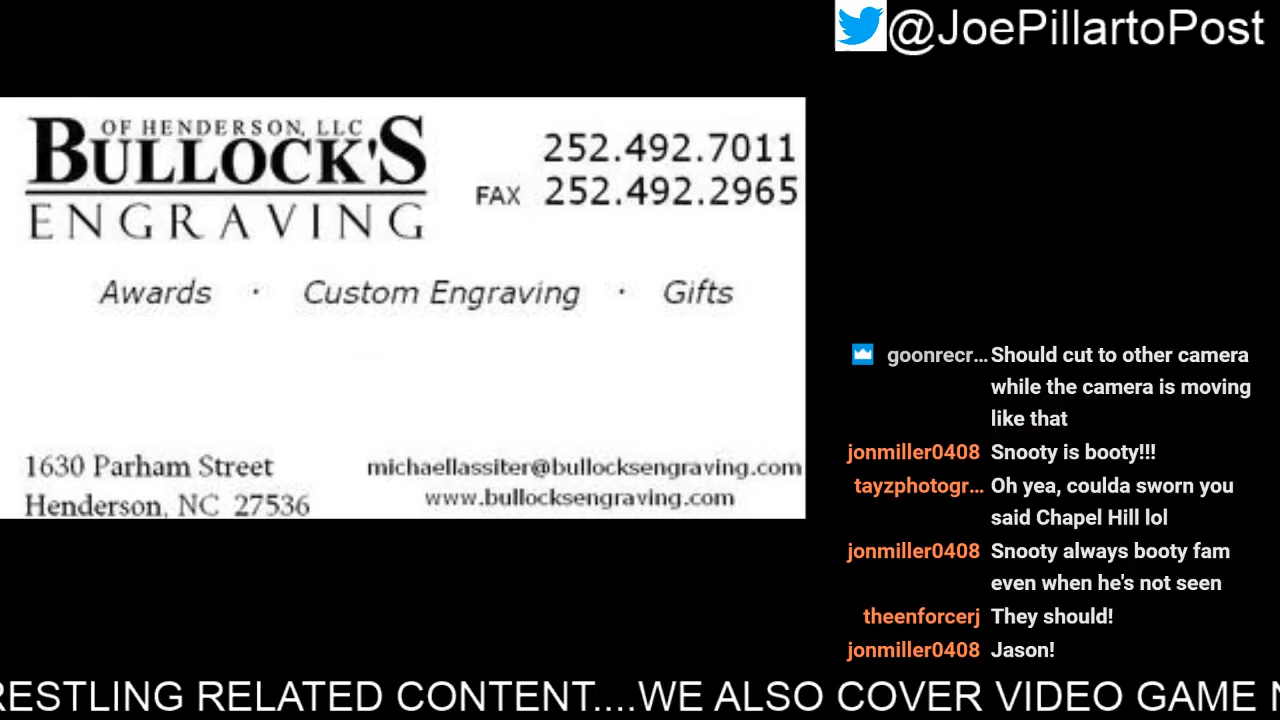 @JoePillartoPost
OF HENDERSON, LLC
BULLOCK'S
ENGRAVING
252.492.7011
FAX 252.492.2965
Awards · Custom Engraving · Gifts
1630 Parham Street
Henderson, NC 27536
michaellassiter@bullocksengraving.com
www.bullocksengraving.com
goonrecr… Should cut to other camera
while the camera is moving
like that
jonmiller0408 Snooty is booty!!!
tayzphotogr… Oh yea, coulda sworn you
said Chapel Hill lol
jonmiller0408 Snooty always booty fam
even when he's not seen
theenforcerj They should!
jonmiller0408 Jason!
RESTLING RELATED CONTENT....WE ALSO COVER VIDEO GAME N